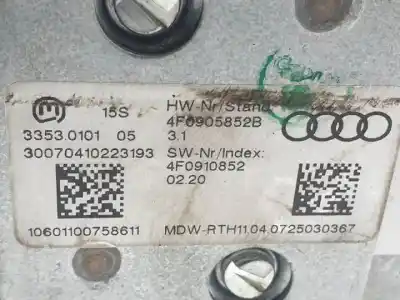 15S
3353.0101 05
30070410223193
HW-Nr/Stand
4F0905852B
3.1
SW-Nr/Index:
4F0910852
02.20
10601100758611
MDW-RTH11.04.0725030367